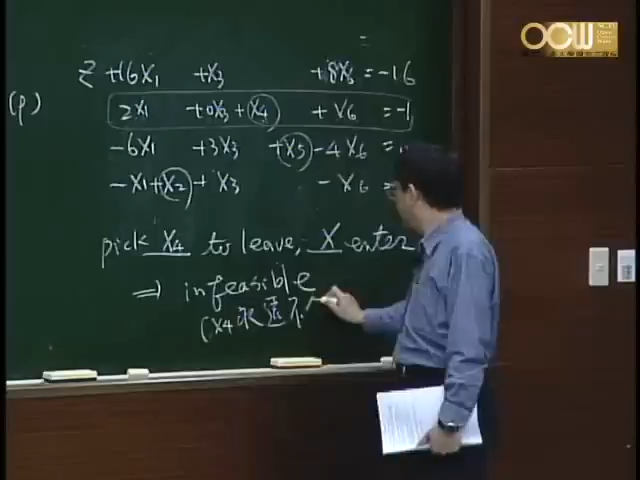 OCW
Z +16X₁ +X₃ +8X₆ = -16
(p)
2X₁ +0X₃ + X₄ + X₆ = -1
-6X₁ +3X₃ +X₅ -4X₆ =
-X₁ + X₂ + X₃ - X₆ =
pick X₄ to leave, X enter
⇒ infeasible
(X₄永遠不